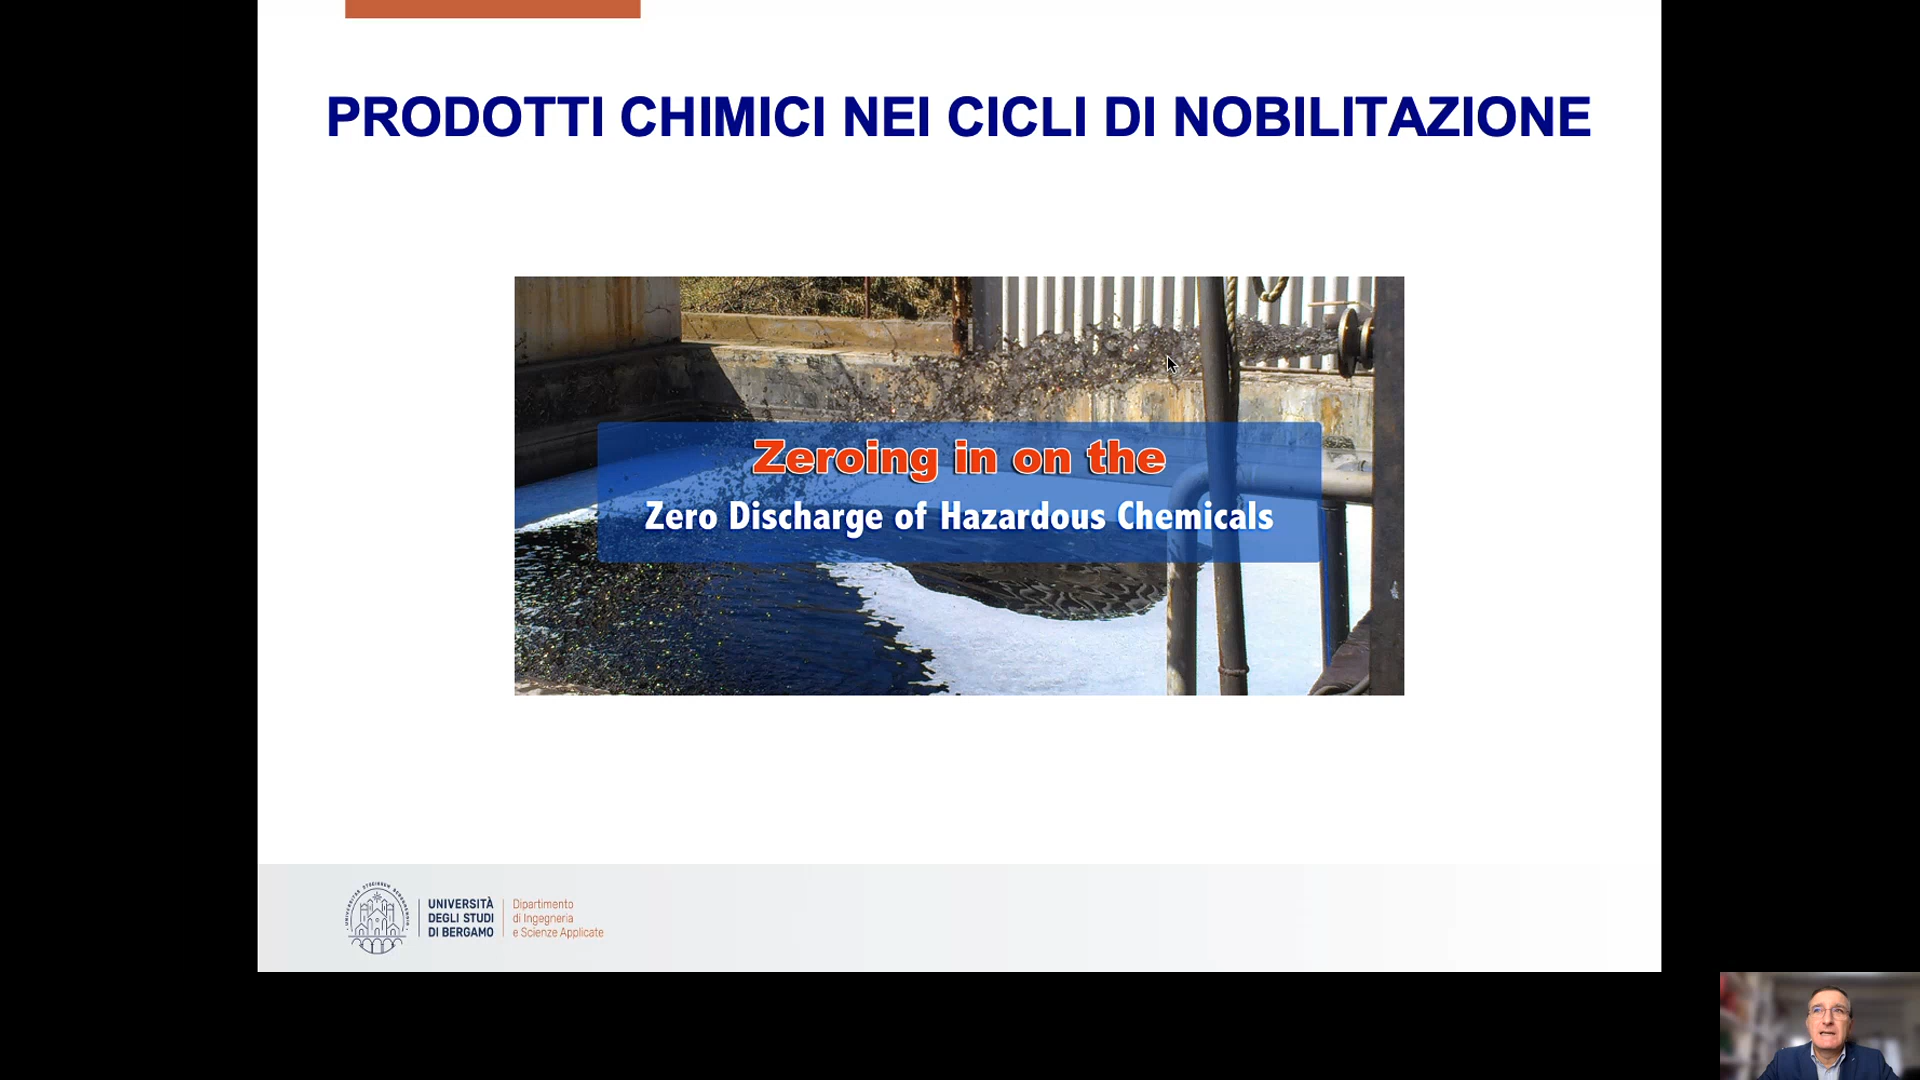 PRODOTTI CHIMICI NEI CICLI DI NOBILITAZIONE
Zeroing in on the
Zero Discharge of Hazardous Chemicals
UNIVERSITÀ
DEGLI STUDI
DI BERGAMO
Dipartimento
di Ingegneria
e Scienze Applicate